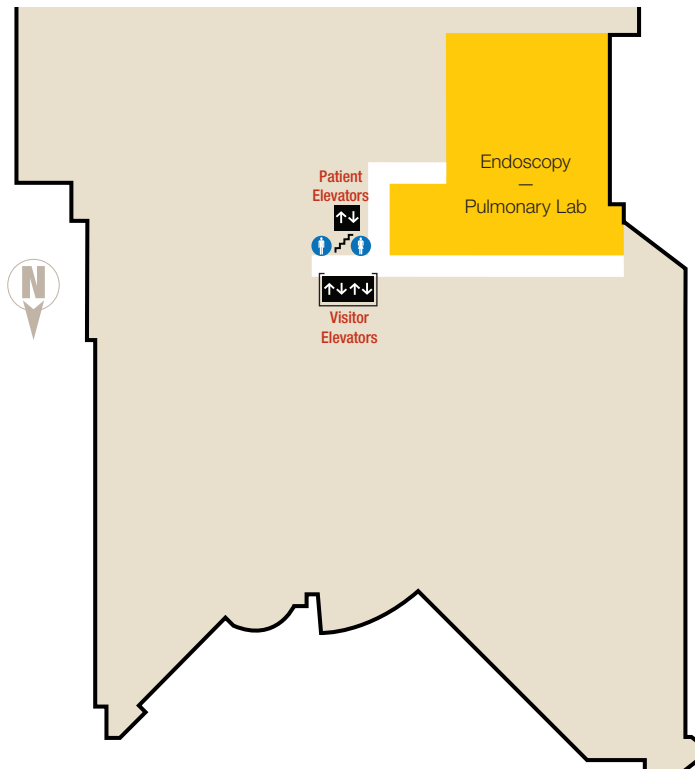 Endoscopy
—
Pulmonary Lab
Patient
Elevators
N
Visitor
Elevators